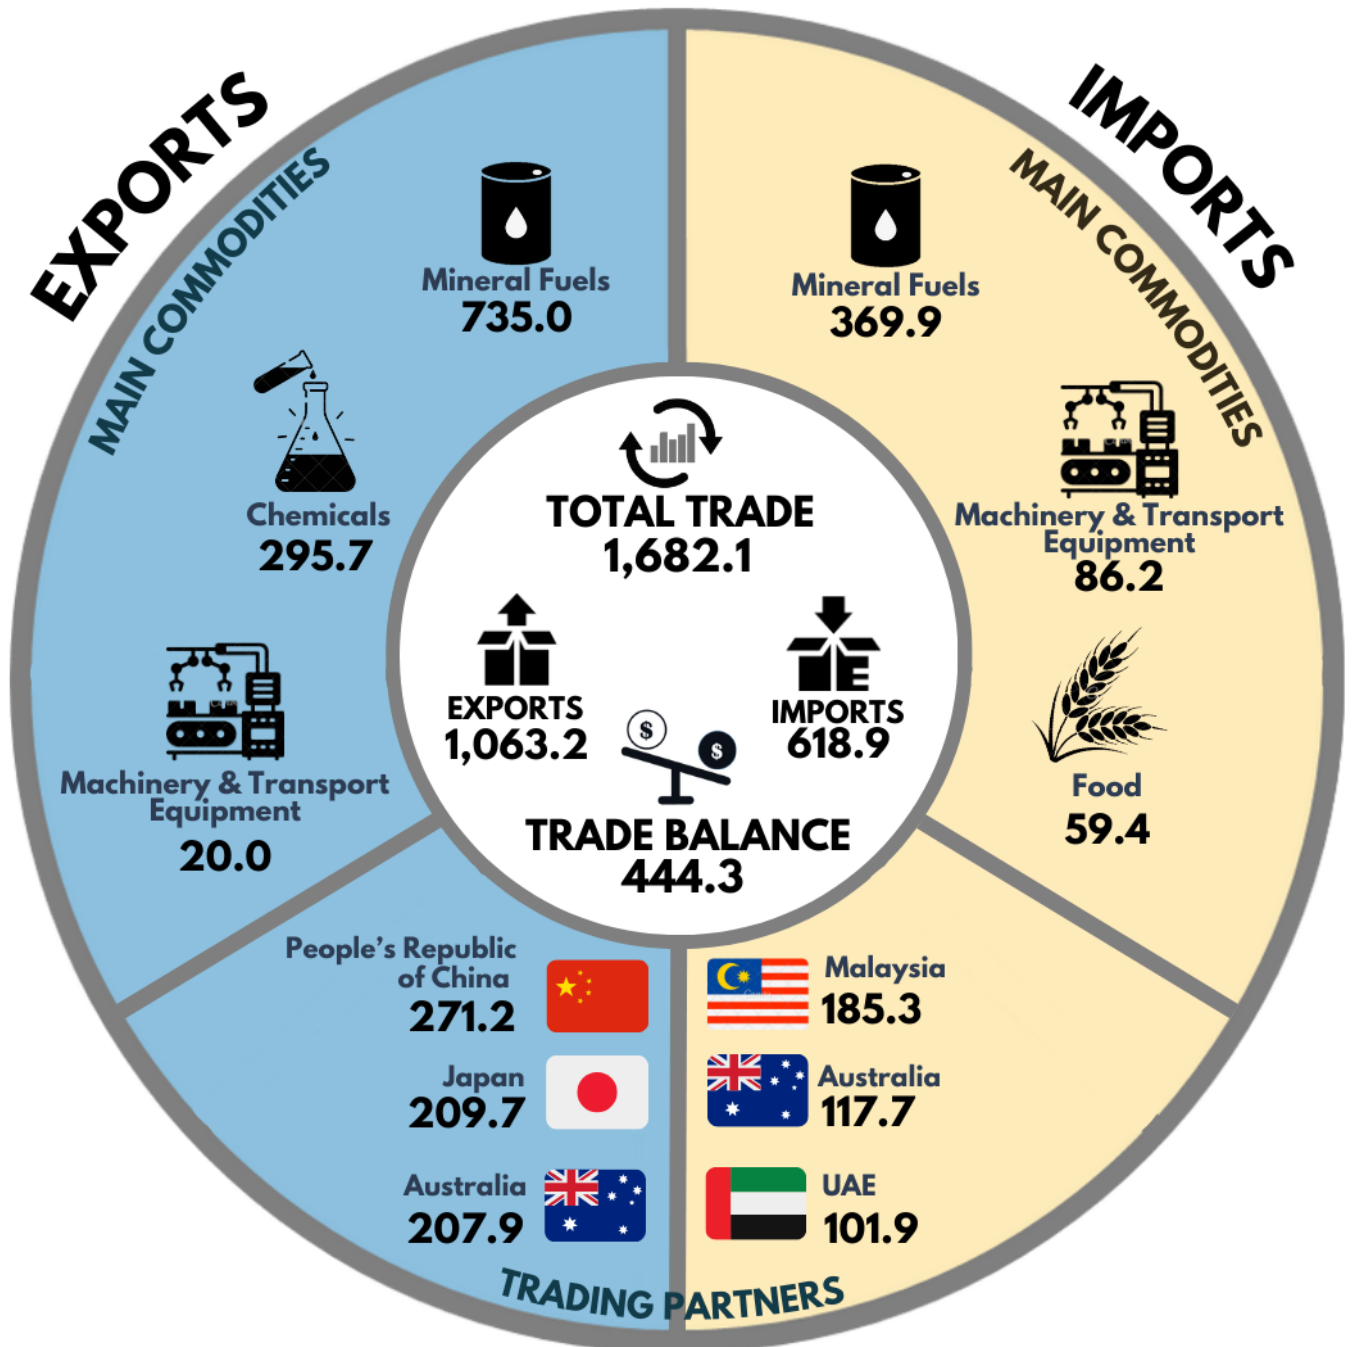 EXPORTS
MAIN COMMODITIES
Mineral Fuels
735.0
Chemicals
295.7
Machinery & Transport
Equipment
20.0
IMPORTS
MAIN COMMODITIES
Mineral Fuels
369.9
Machinery & Transport
Equipment
86.2
Food
59.4
TOTAL TRADE
1,682.1
EXPORTS
1,063.2
IMPORTS
618.9
$
$
TRADE BALANCE
444.3
People's Republic
of China
271.2
Japan
209.7
Australia
207.9
Malaysia
185.3
Australia
117.7
UAE
101.9
TRADING PARTNERS